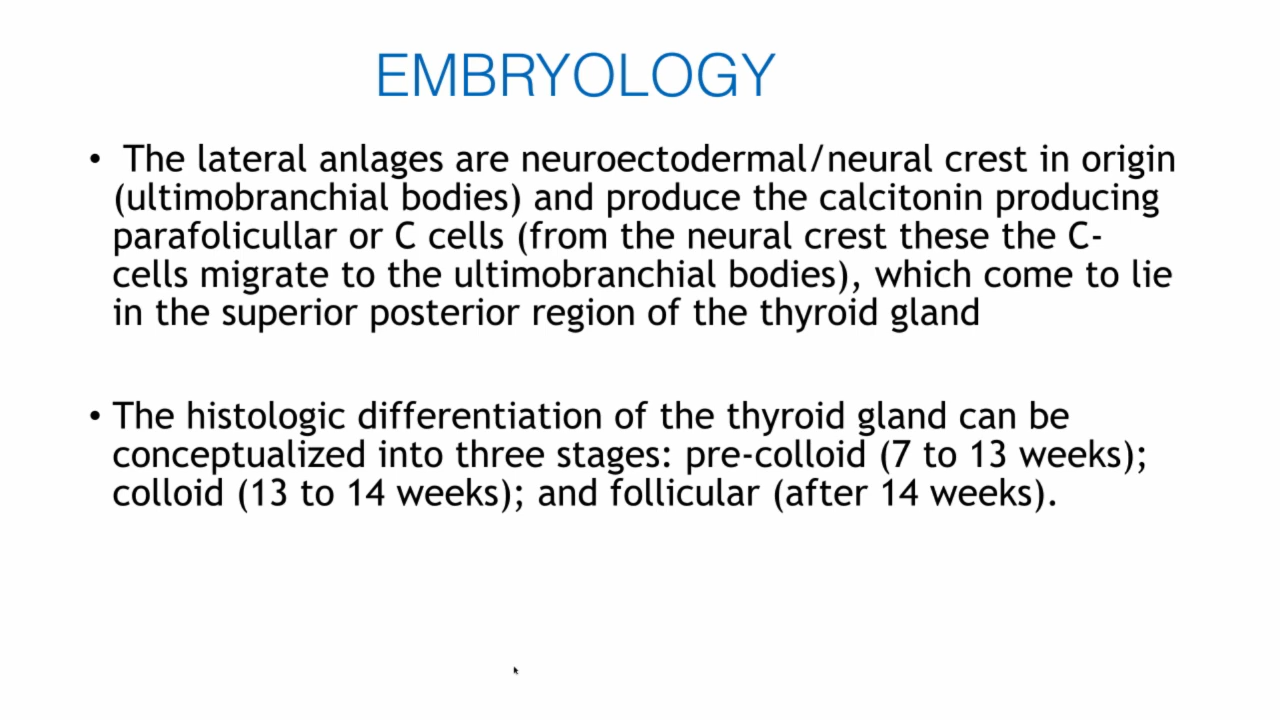 EMBRYOLOGY
• The lateral anlages are neuroectodermal/neural crest in origin
(ultimobranchial bodies) and produce the calcitonin producing
parafolicullar or C cells (from the neural crest these the C-
cells migrate to the ultimobranchial bodies), which come to lie
in the superior posterior region of the thyroid gland
• The histologic differentiation of the thyroid gland can be
conceptualized into three stages: pre-colloid (7 to 13 weeks);
colloid (13 to 14 weeks); and follicular (after 14 weeks).